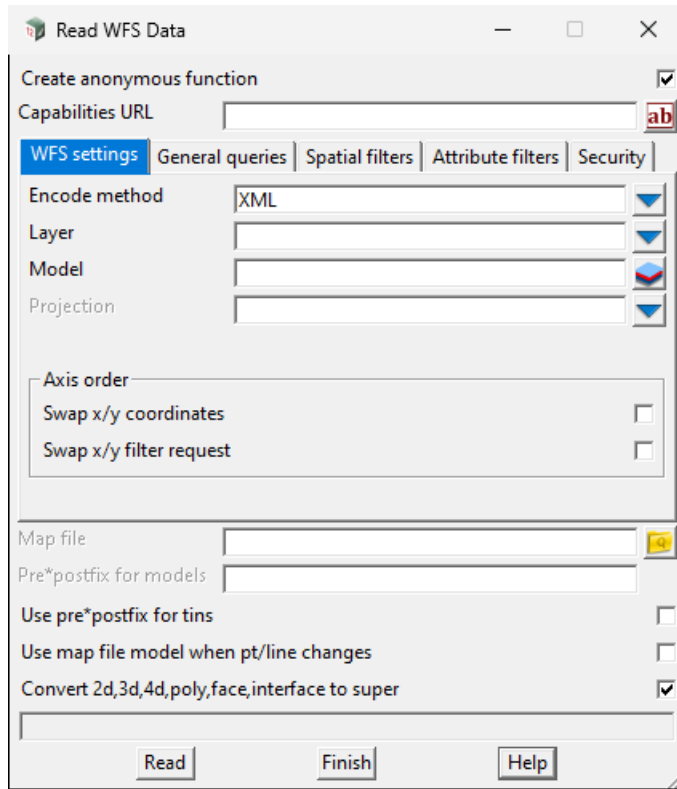 Read WFS Data
Create anonymous function
Capabilities URL ab
WFS settings General queries Spatial filters Attribute filters Security
Encode method XML
Layer
Model
Projection
Axis order
Swap x/y coordinates
Swap x/y filter request
Map file
Pre*postfix for models
Use pre*postfix for tins
Use map file model when pt/line changes
Convert 2d,3d,4d,poly,face,interface to super
Read Finish Help